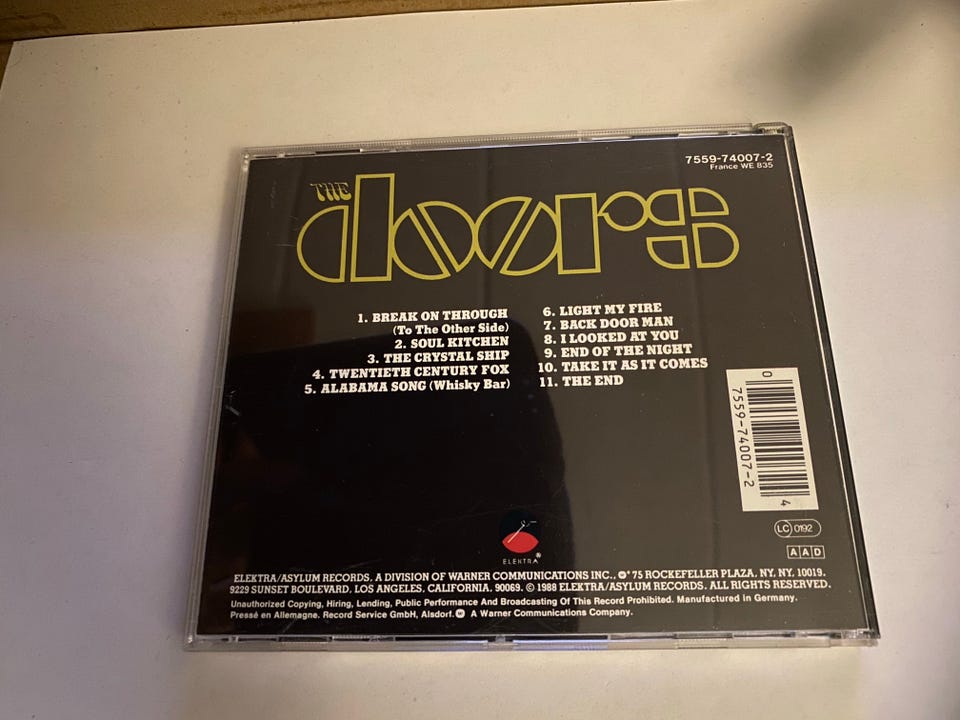 7559-74007-2
France WE 835
THE
doors
1. BREAK ON THROUGH
(To The Other Side)
2. SOUL KITCHEN
3. THE CRYSTAL SHIP
4. TWENTIETH CENTURY FOX
5. ALABAMA SONG (Whisky Bar)
6. LIGHT MY FIRE
7. BACK DOOR MAN
8. I LOOKED AT YOU
9. END OF THE NIGHT
10. TAKE IT AS IT COMES
11. THE END
0
7559-74007-2
4
LC 0192
AAD
ELEKTRA
ELEKTRA/ASYLUM RECORDS. A DIVISION OF WARNER COMMUNICATIONS INC., 75 ROCKEFELLER PLAZA. NY, NY. 10019.
9229 SUNSET BOULEVARD, LOS ANGELES, CALIFORNIA. 90069. © 1988 ELEKTRA/ASYLUM RECORDS. ALL RIGHTS RESERVED.
Unauthorized Copying, Hiring, Lending, Public Performance And Broadcasting Of This Record Prohibited. Manufactured in Germany.
Pressé en Allemagne. Record Service GmbH, Alsdorf. A Warner Communications Company.